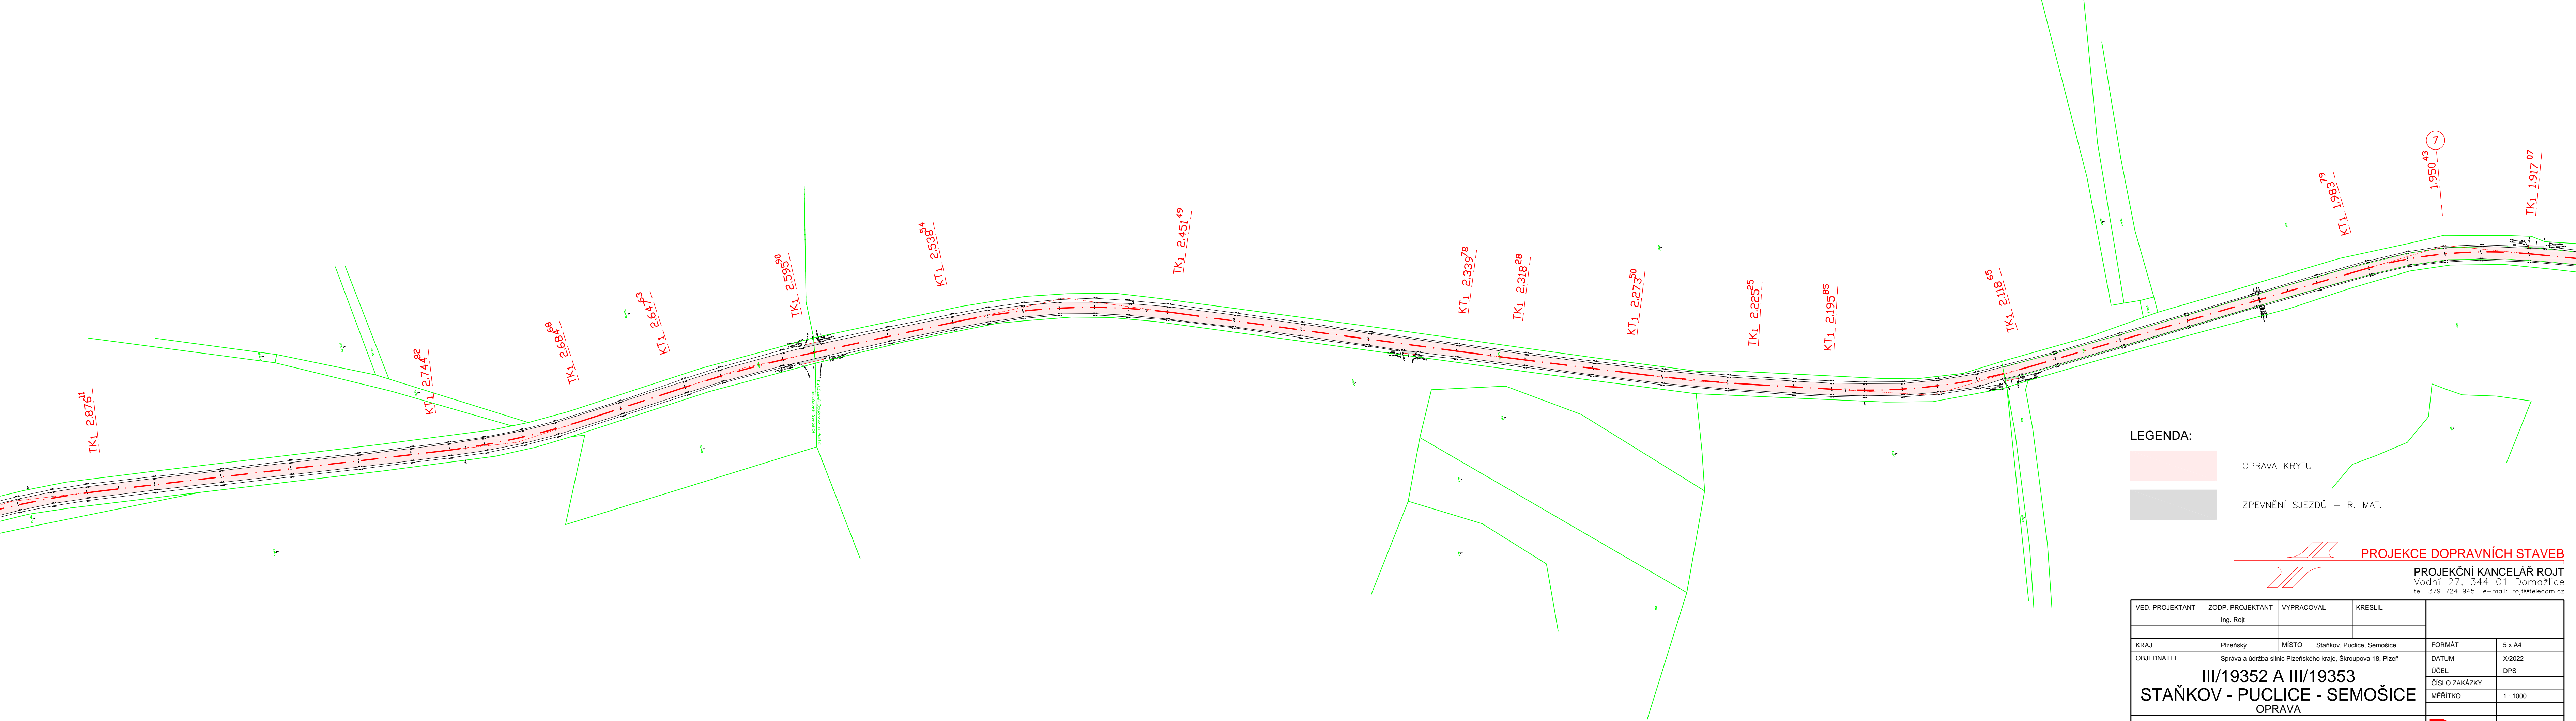 TK1 2.876 11
KT1 2.744 82
TK1 2.684 68
KT1 2.647 63
TK1 2.595 90
KT1 2.538 54
TK1 2.451 49
KT1 2.339 78
TK1 2.318 28
KT1 2.273 50
TK1 2.225 25
KT1 2.195 85
TK1 2.118 65
KT1 1.983 79
7
1.950 43
TK1 1.917 07
LEGENDA:
OPRAVA KRYTU
ZPEVNĚNÍ SJEZDŮ – R. MAT.
PROJEKCE DOPRAVNÍCH STAVEB
PROJEKČNÍ KANCELÁŘ ROJT
Vodní 27, 344 01 Domažlice
tel. 379 724 945 e-mail: rojt@telecom.cz
VED. PROJEKTANT ZODP. PROJEKTANT VYPRACOVAL KRESLIL
Ing. Rojt
KRAJ Plzeňský MÍSTO Staňkov, Puclice, Semošice FORMÁT 5 x A4
OBJEDNATEL Správa a údržba silnic Plzeňského kraje, Škroupova 18, Plzeň DATUM X/2022
ÚČEL DPS
III/19352 A III/19353
ČÍSLO ZAKÁZKY
STAŇKOV - PUCLICE - SEMOŠICE
MĚŘÍTKO 1 : 1000
OPRAVA